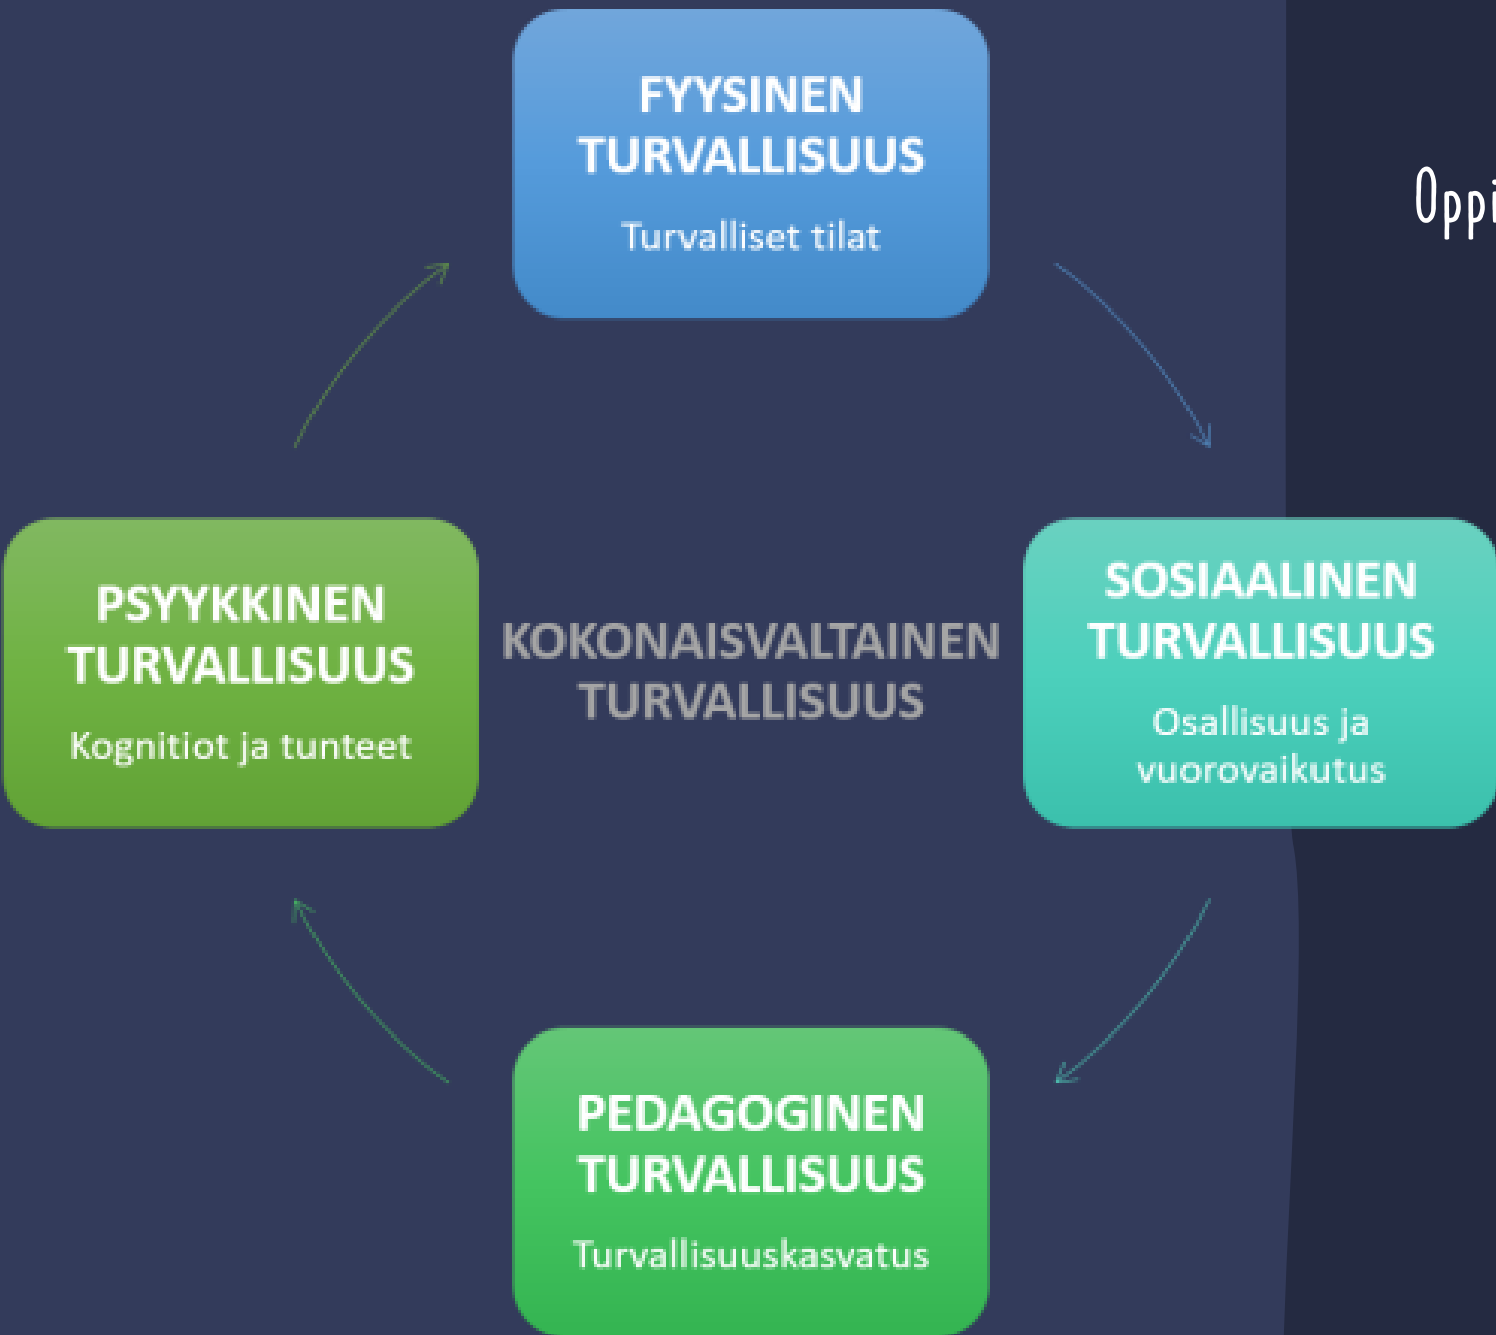 FYYSINEN
TURVALLISUUS
Turvalliset tilat
PSYYKKINEN
TURVALLISUUS
Kognitiot ja tunteet
KOKONAISVALTAINEN
TURVALLISUUS
SOSIAALINEN
TURVALLISUUS
Osallisuus ja
vuorovaikutus
PEDAGOGINEN
TURVALLISUUS
Turvallisuuskasvatus